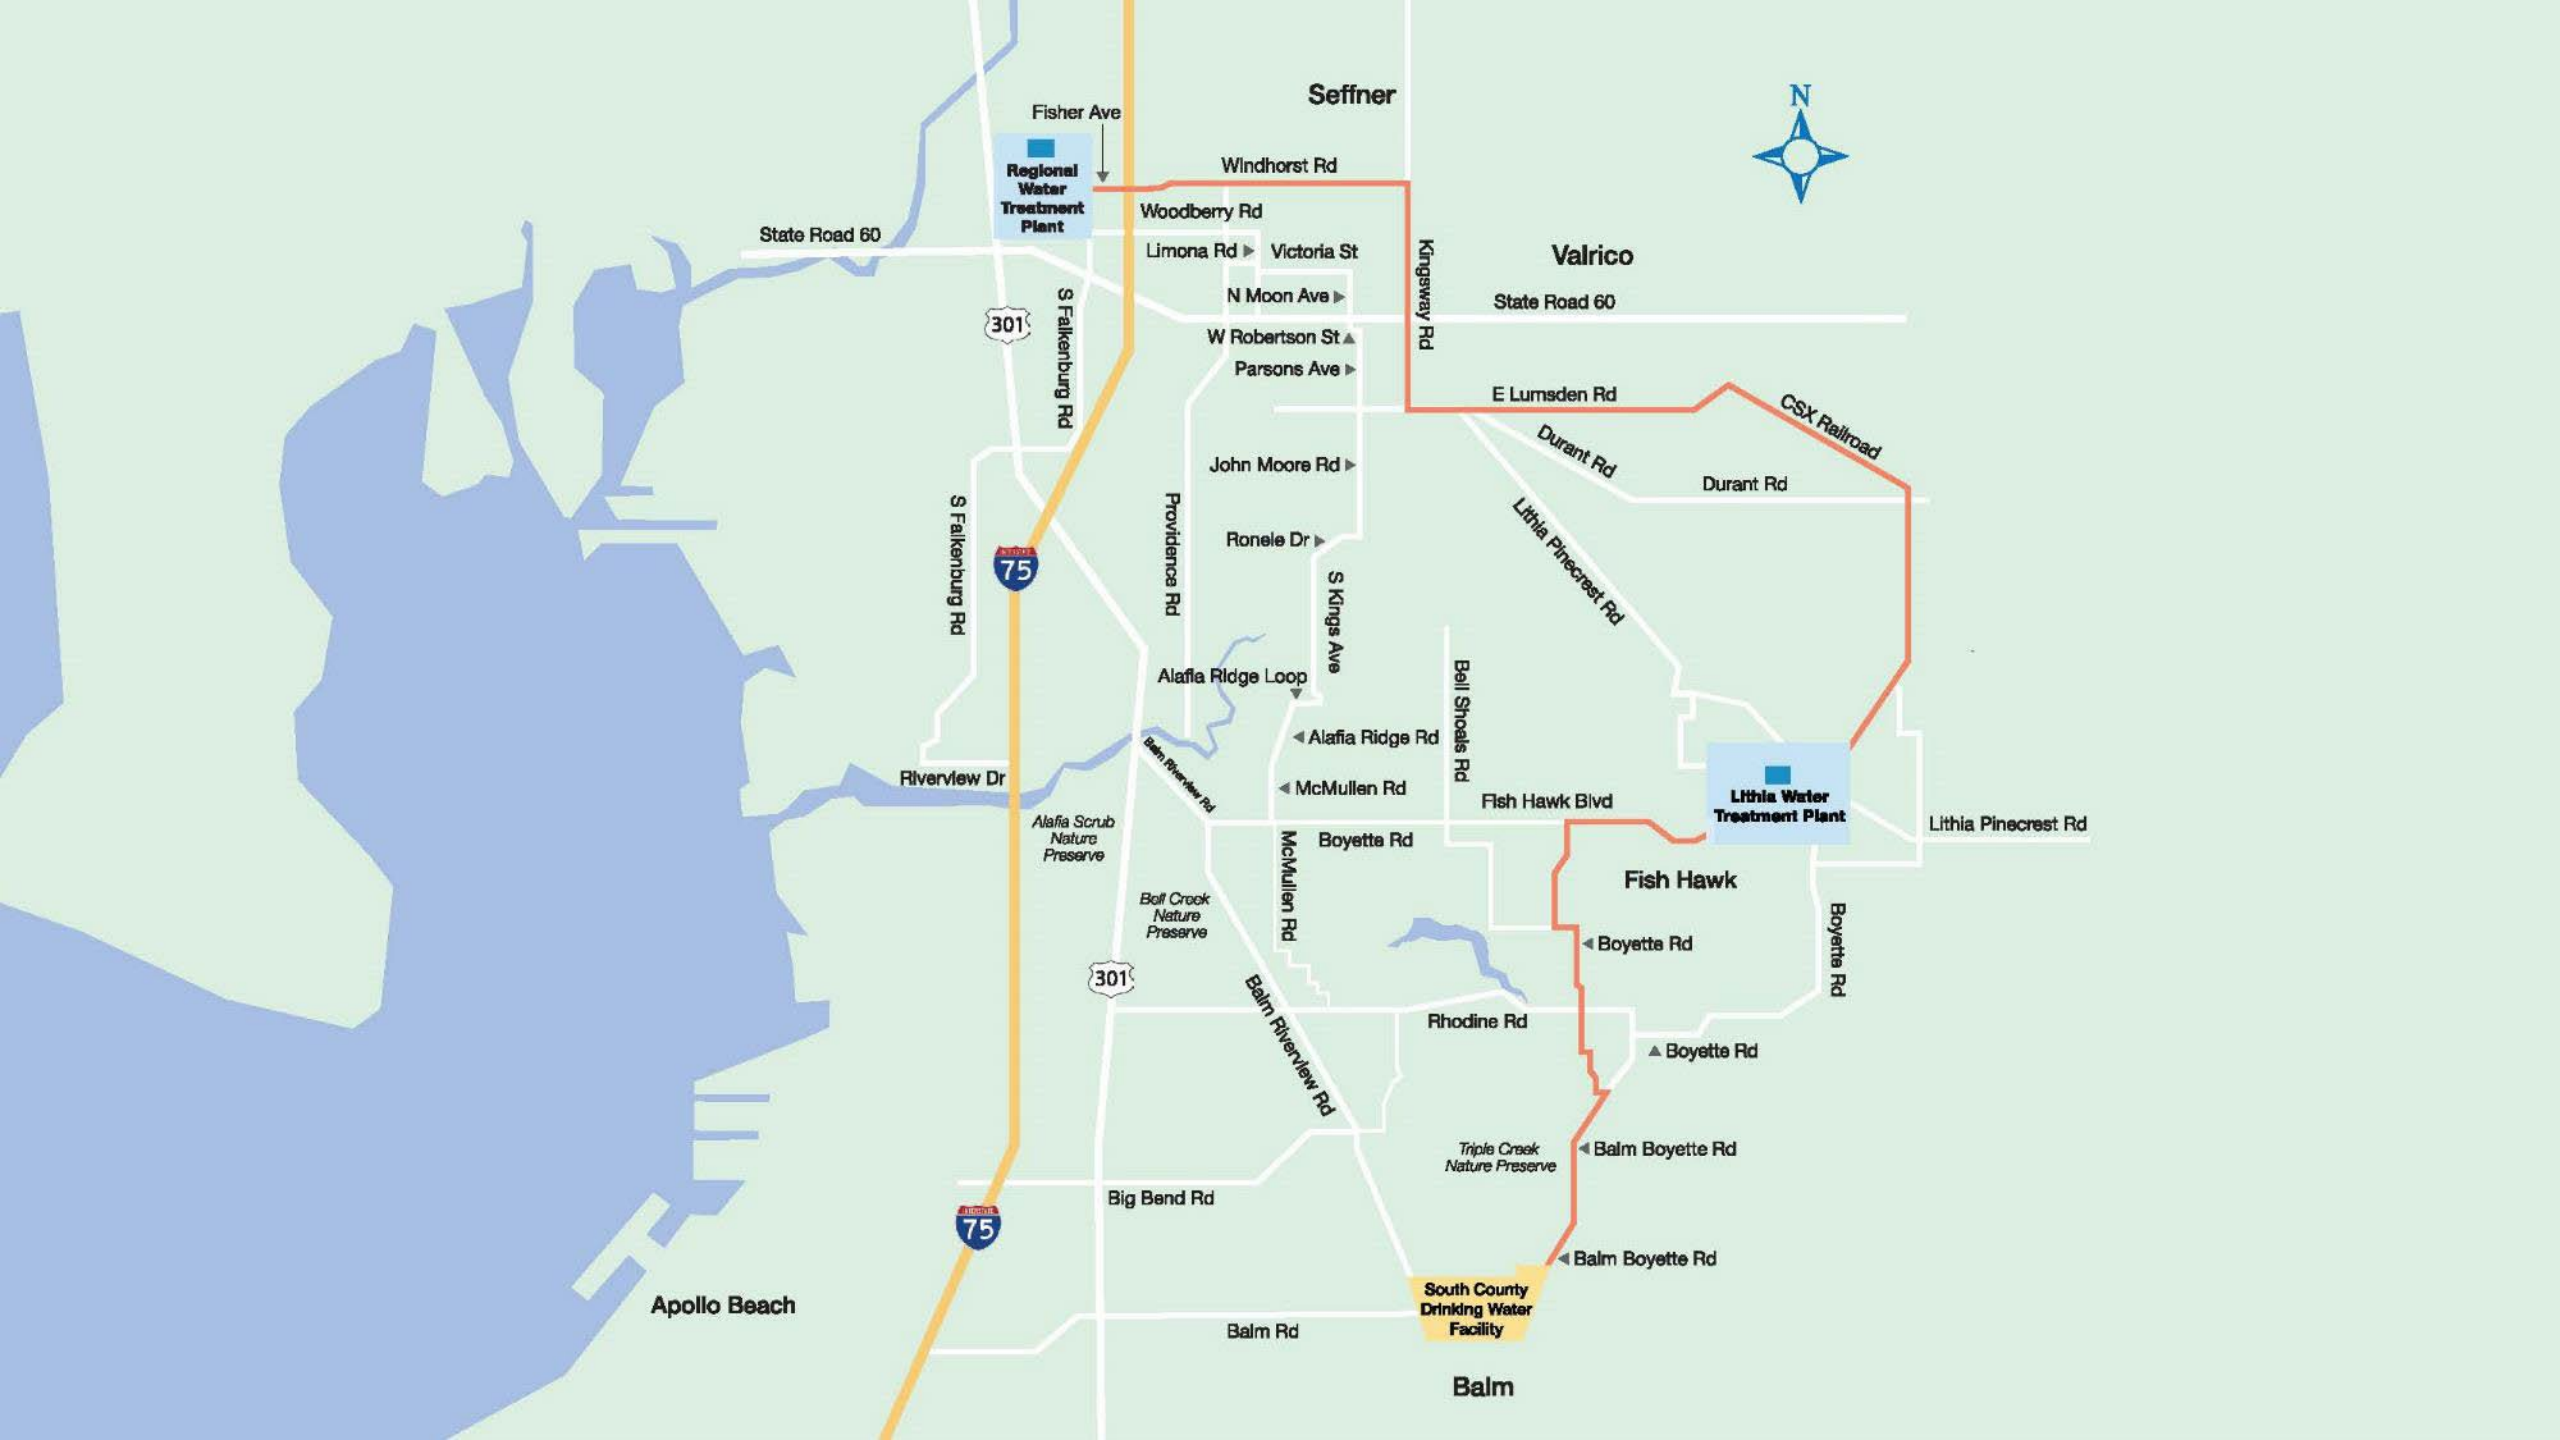 N
Seffner
Fisher Ave
Windhorst Rd
Regional
Water
Treatment
Plant
Woodberry Rd
State Road 60
Limona Rd
Victoria St
Kingsway Rd
Valrico
N Moon Ave
State Road 60
301
S Falkenburg Rd
W Robertson St
Parsons Ave
E Lumsden Rd
CSX Railroad
Durant Rd
John Moore Rd
Durant Rd
Lithia Pinecrest Rd
S Falkenburg Rd
Providence Rd
Ronele Dr
75
S Kings Ave
Alafia Ridge Loop
Bell Shoals Rd
Alafia Ridge Rd
Balm Riverview Rd
Riverview Dr
McMullen Rd
Fish Hawk Blvd
Lithia Water
Treatment Plant
Lithia Pinecrest Rd
Alafia Scrub
Nature
Preserve
McMullen Rd
Boyette Rd
Fish Hawk
Bell Creek
Nature
Preserve
Boyette Rd
Boyette Rd
301
Balm Riverview Rd
Rhodine Rd
Boyette Rd
Triple Creek
Nature Preserve
Balm Boyette Rd
Big Bend Rd
75
Balm Boyette Rd
South County
Drinking Water
Facility
Apollo Beach
Balm Rd
Balm